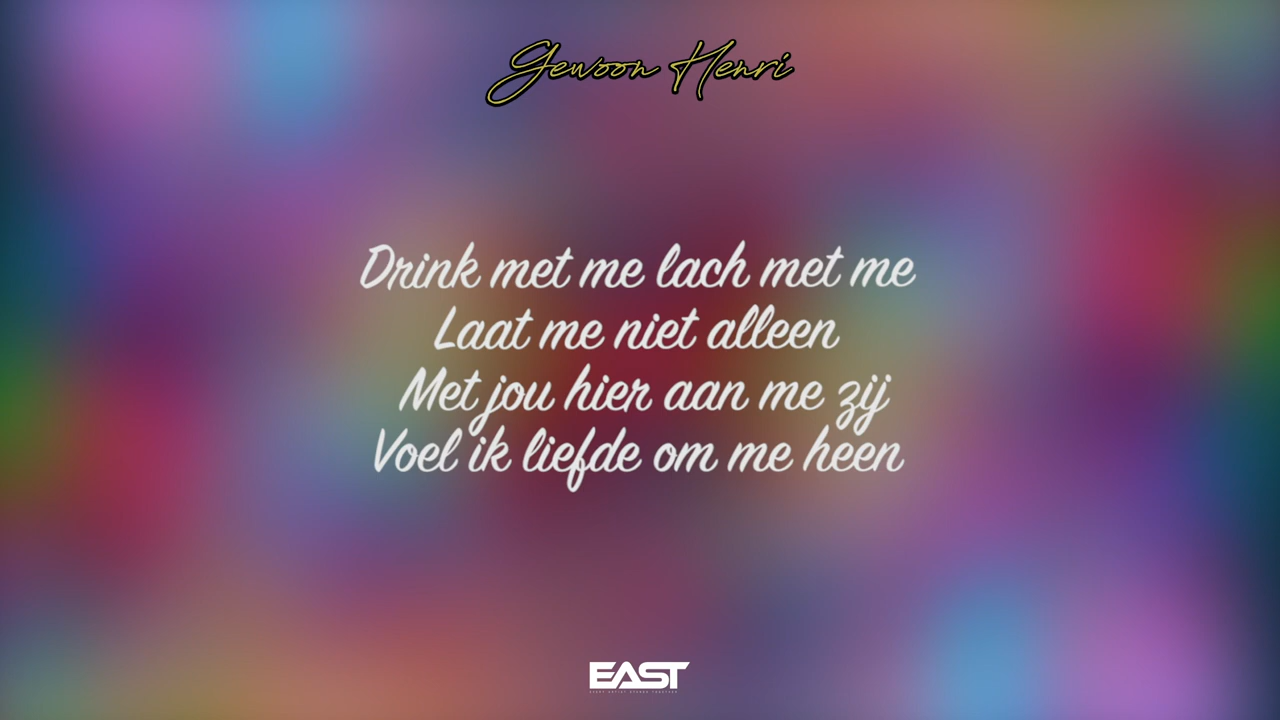 Gewoon Henri
Drink met me lach met me
Laat me niet alleen
Met jou hier aan me zij
Voel ik liefde om me heen
EAST